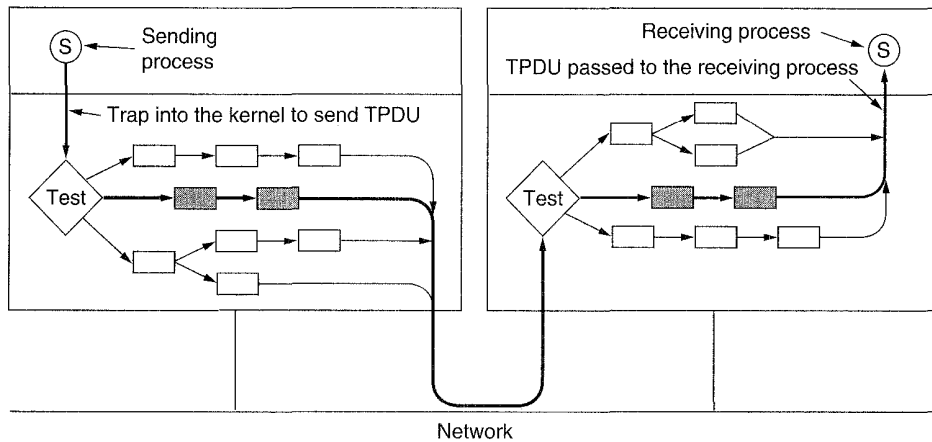 S
Sending
process
Receiving process
S
TPDU passed to the receiving process
Trap into the kernel to send TPDU
Test
Test
Network